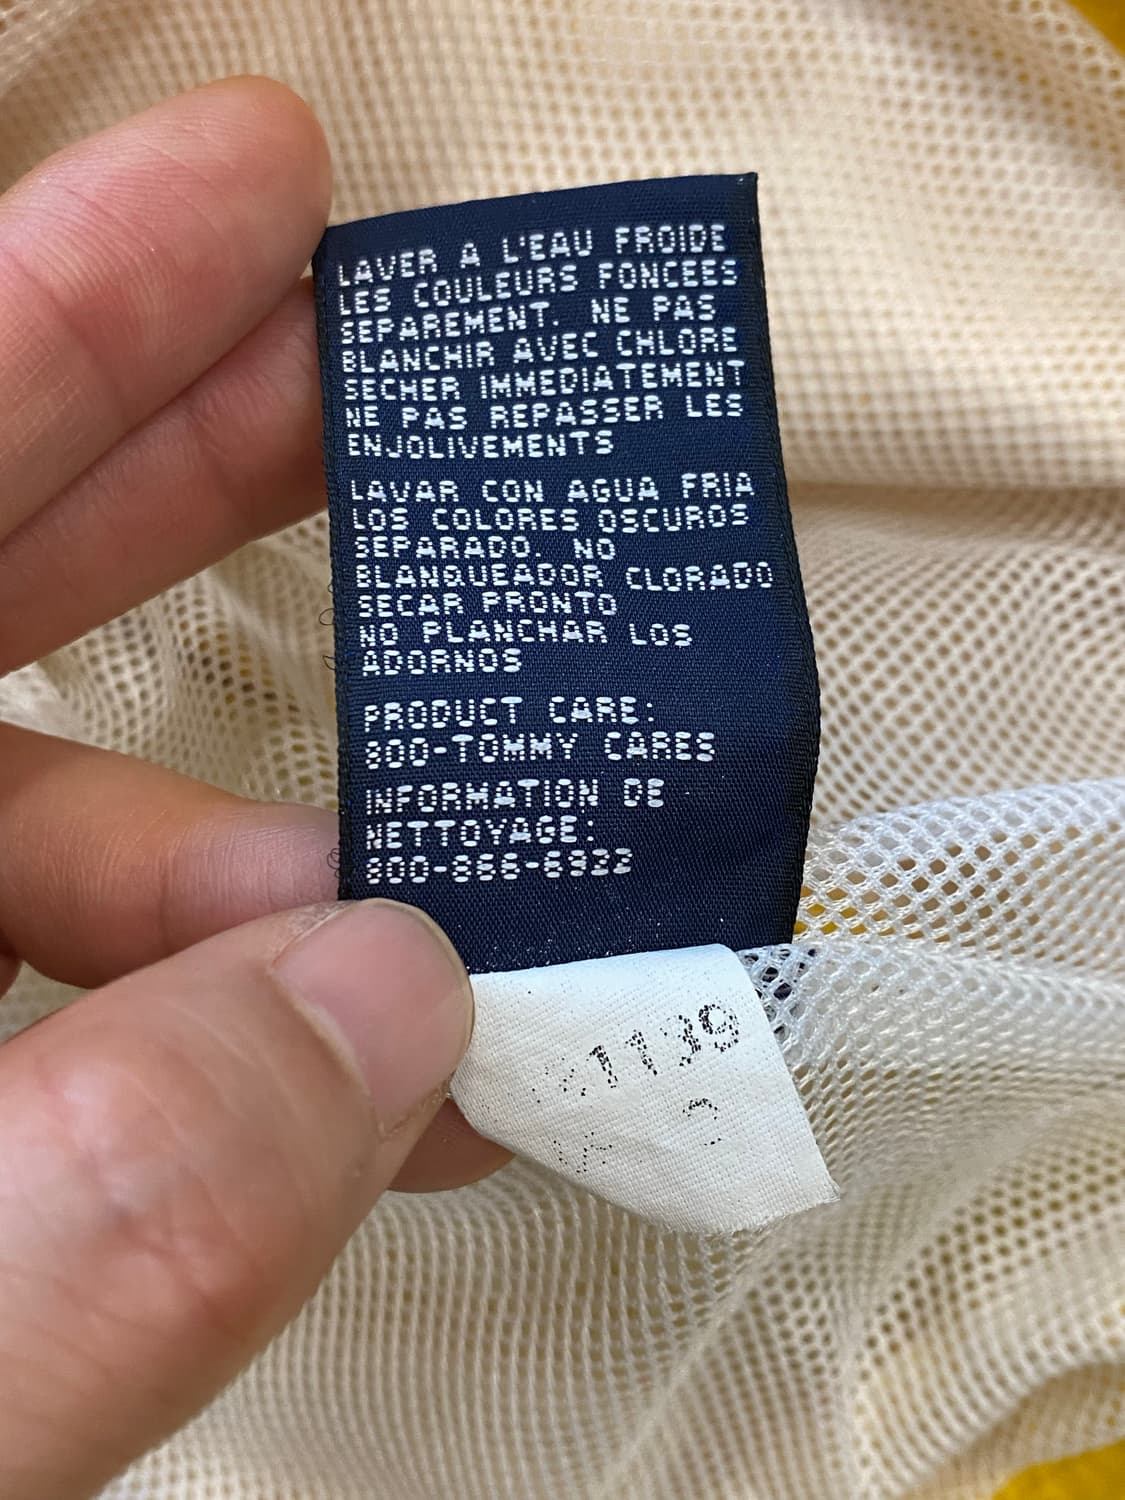 LAVER A L'EAU FROIDE
LES COULEURS FONCEES
SEPAREMENT. NE PAS
BLANCHIR AVEC CHLORE
SECHER IMMEDIATEMENT
NE PAS REPASSER LES
ENJOLIVEMENTS
LAVAR CON AGUA FRIA
LOS COLORES OSCUROS
SEPARADO. NO
BLANQUEADOR CLORADO
SECAR PRONTO
NO PLANCHAR LOS
ADORNOS
PRODUCT CARE:
800-TOMMY CARES
INFORMATION DE
NETTOYAGE:
800-866-6922